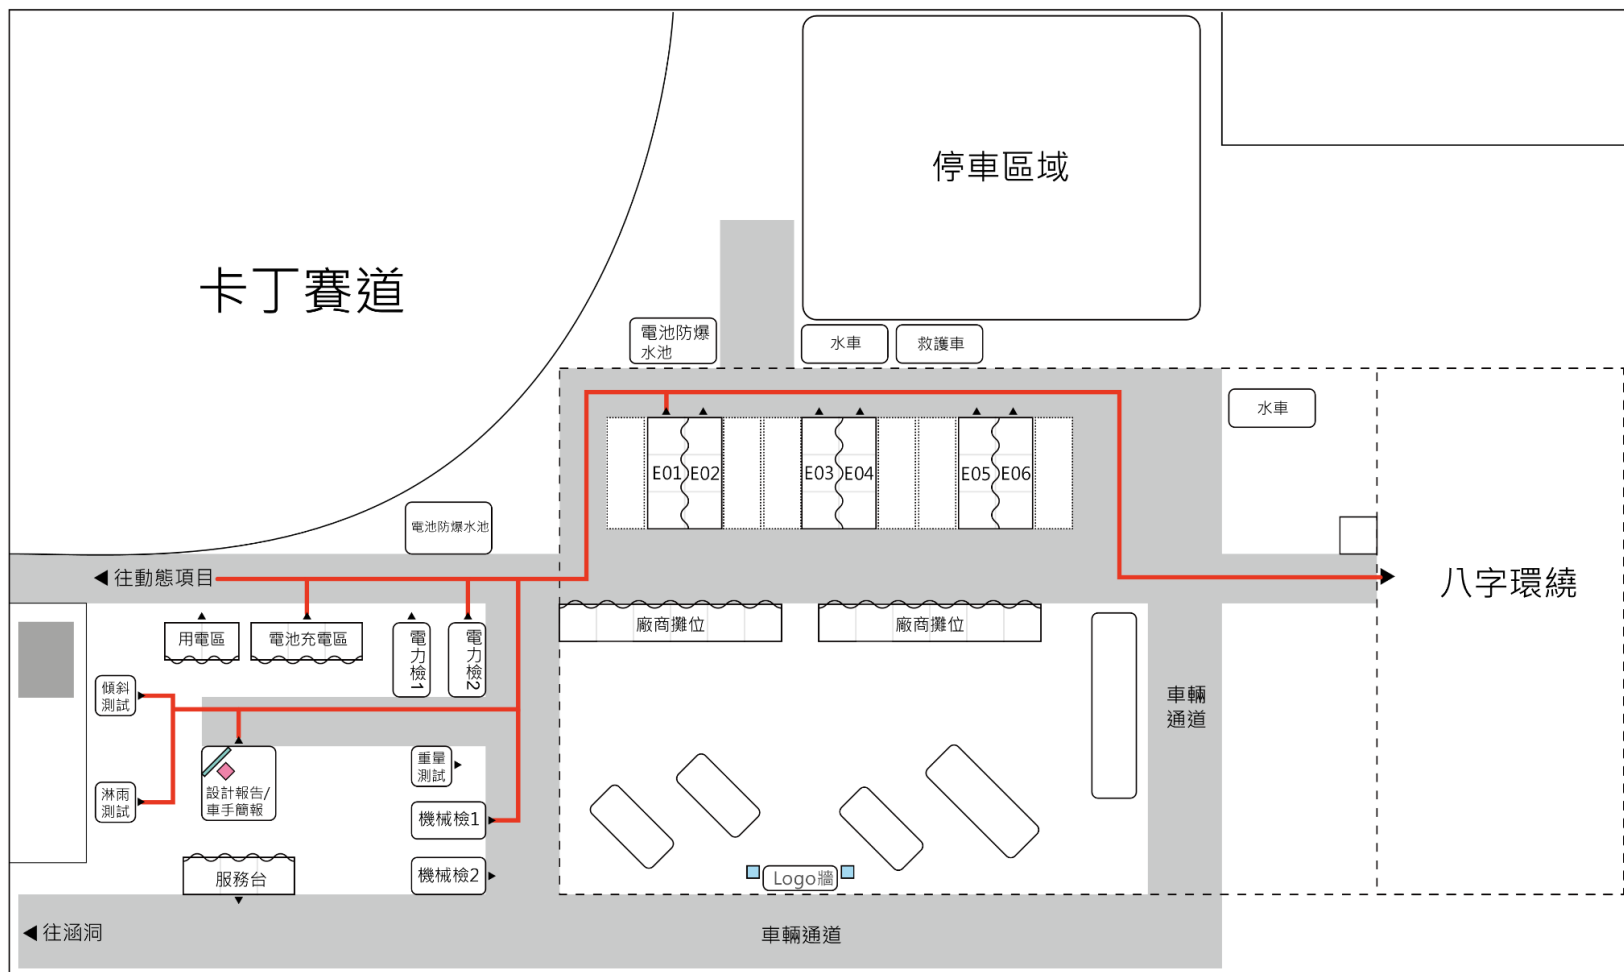 停車區域
卡丁賽道
電池防爆
水池
水車
救護車
水車
E01
E02
E03
E04
E05
E06
電池防爆水池
往動態項目
八字環繞
用電區
電池充電區
電力檢1
電力檢2
廠商攤位
廠商攤位
傾斜
測試
車輛
通道
重量
測試
淋雨
測試
設計報告/
車手簡報
機械檢1
機械檢2
服務台
Logo牆
往涵洞
車輛通道